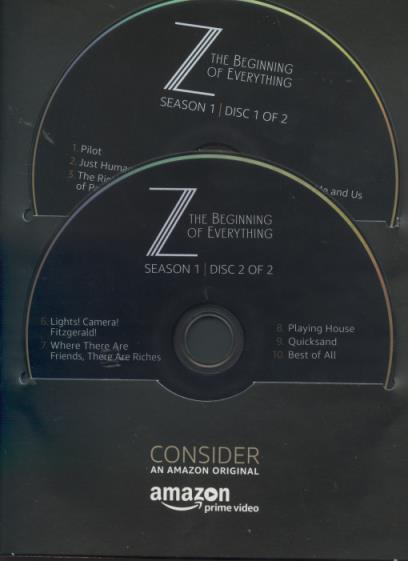 Z THE BEGINNING
OF EVERYTHING
SEASON 1 | DISC 1 OF 2
1. Pilot
2. Just
3. The
of
and Us
Z THE BEGINNING
OF EVERYTHING
SEASON 1 | DISC 2 OF 2
6. Lights! Camera!
Fitzgerald!
7. Where There Are
Friends, There Are Riches
8. Playing House
9. Quicksand
10. Best of All
CONSIDER
AN AMAZON ORIGINAL
amazon
prime video